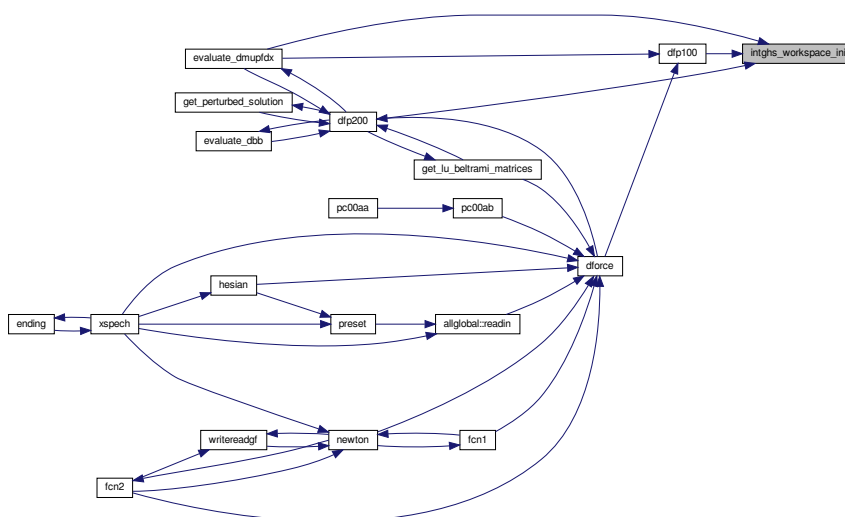 intghs_workspace_ini
dfp100
evaluate_dmupfdx
get_perturbed_solution
dfp200
evaluate_dbb
get_lu_beltrami_matrices
pc00aa
pc00ab
dforce
hesian
ending
xspech
preset
allglobal::readin
writereadgf
newton
fcn1
fcn2